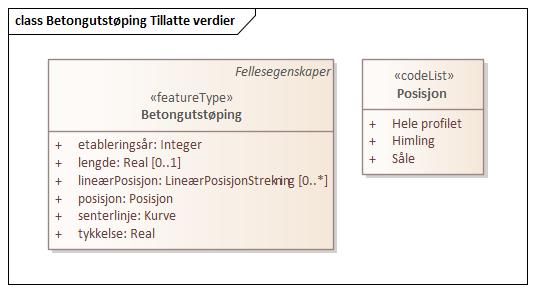 class Betongutstøping Tillatte verdier
Fellesegenskaper
«featureType»
Betongutstøping
+ etableringsår: Integer
+ lengde: Real [0..1]
+ lineærPosisjon: LineærPosisjonStrekning [0..*]
+ posisjon: Posisjon
+ senterlinje: Kurve
+ tykkelse: Real
«codeList»
Posisjon
+ Hele profilet
+ Himling
+ Såle